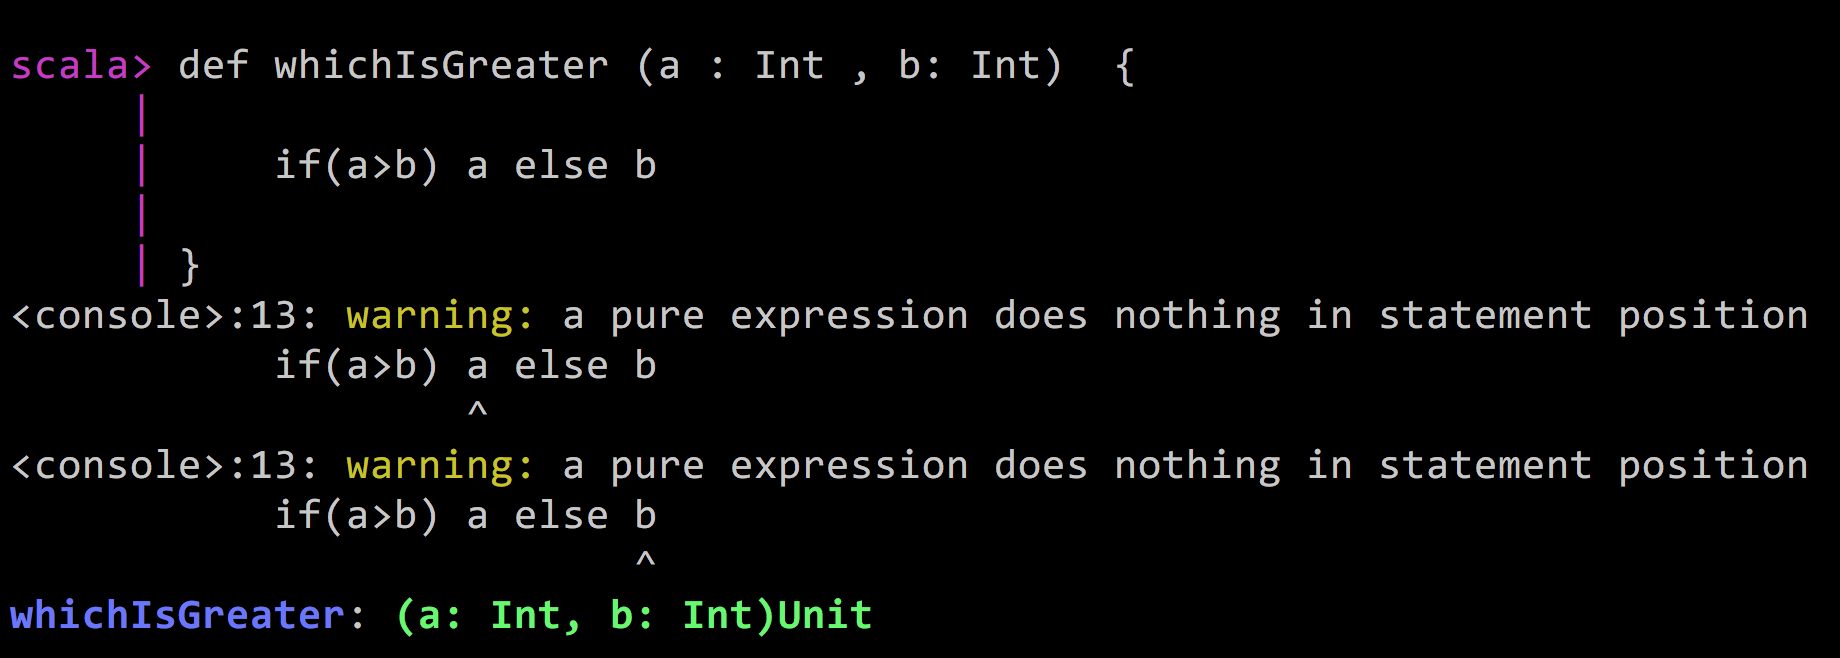 scala> def whichIsGreater (a : Int , b: Int)  {
     |
     |     if(a>b) a else b
     |
     | }
<console>:13: warning: a pure expression does nothing in statement position
           if(a>b) a else b
                   ^
<console>:13: warning: a pure expression does nothing in statement position
           if(a>b) a else b
                          ^
whichIsGreater: (a: Int, b: Int)Unit